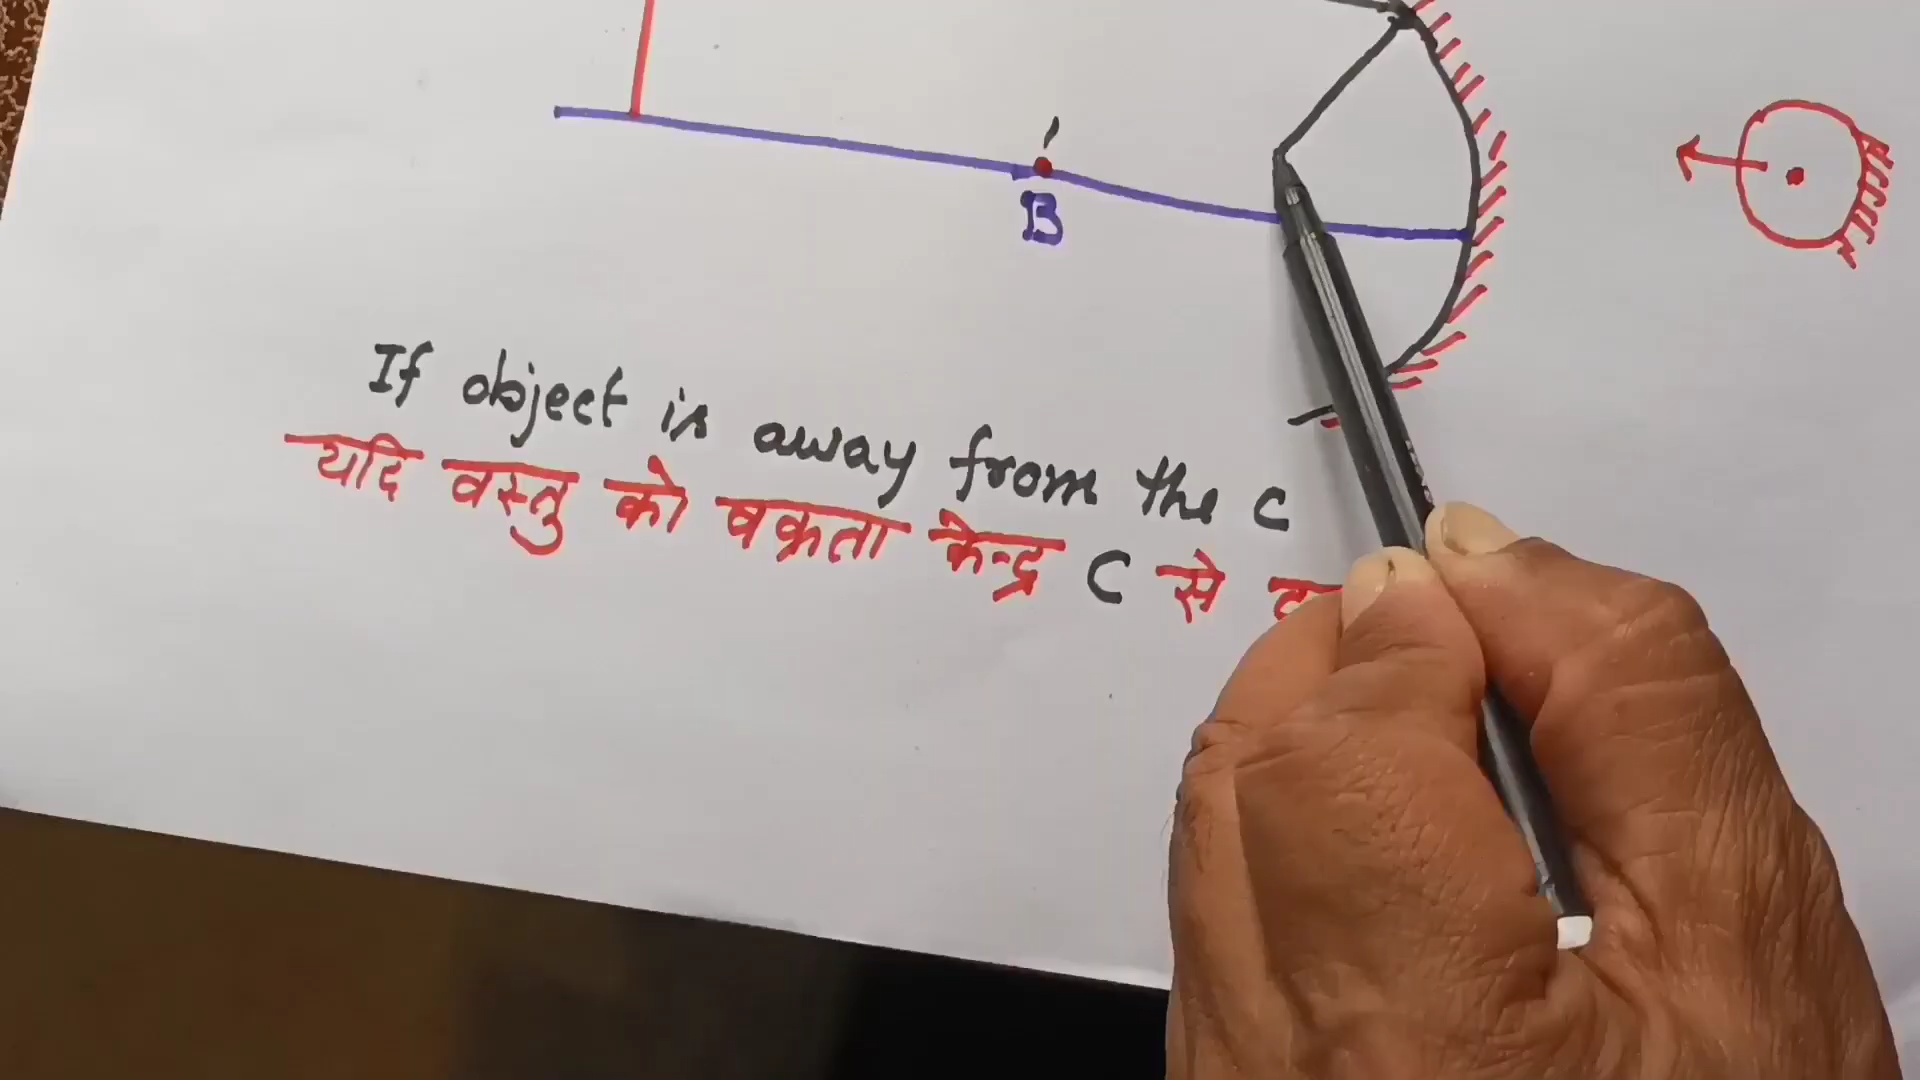 B
If object is away from the C
यदि वस्तु को वक्रता केन्द्र C से